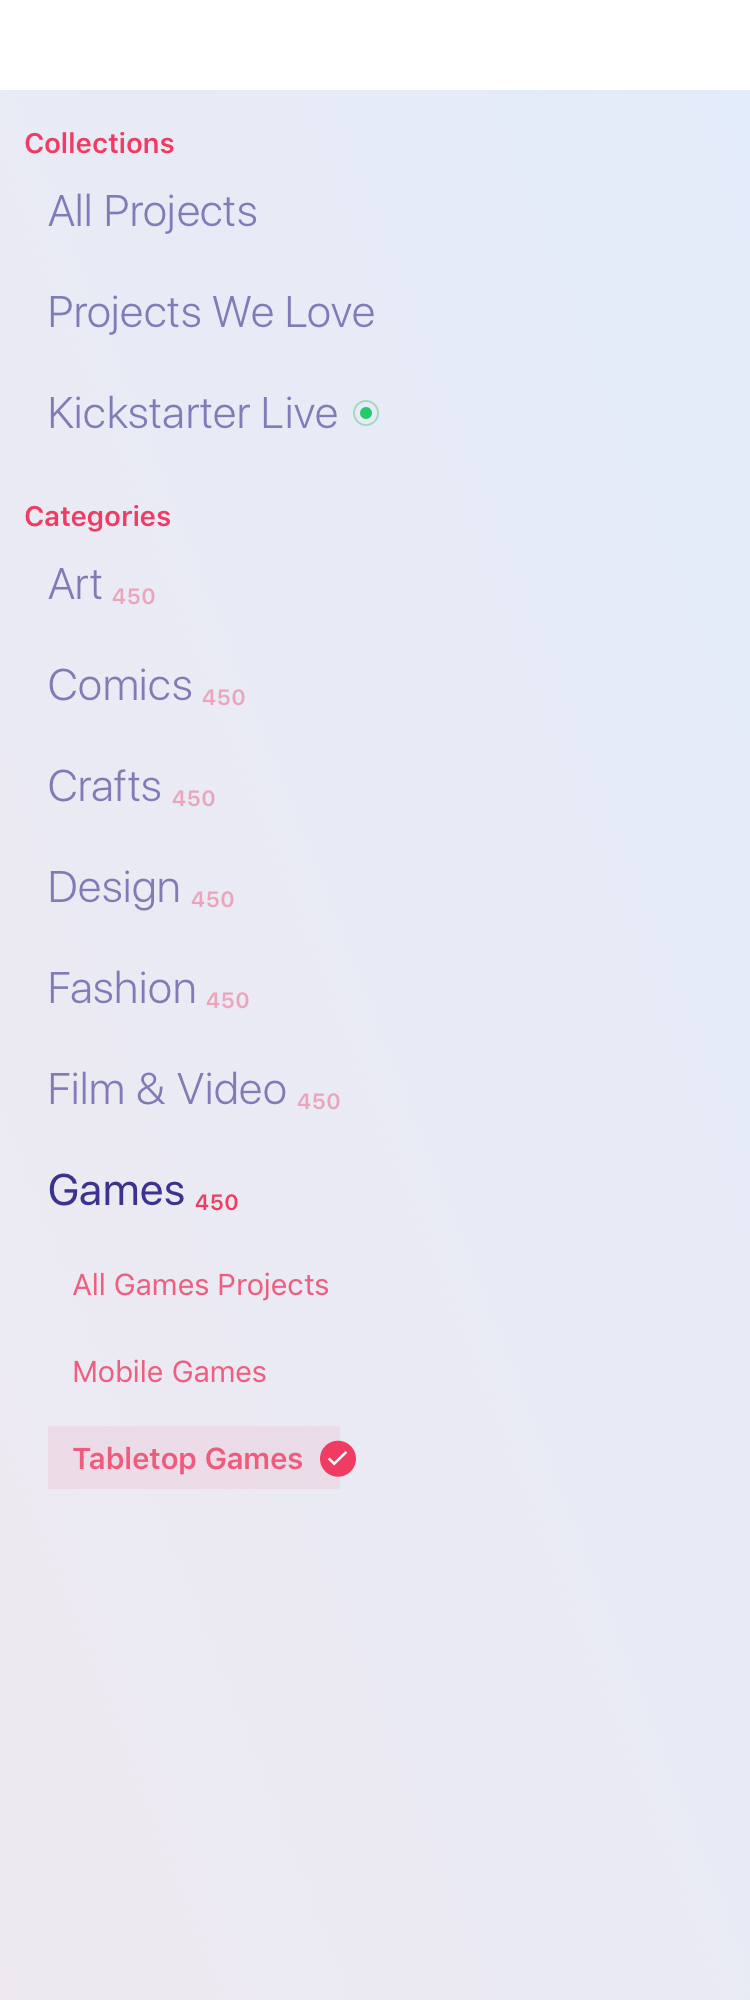 Collections
All Projects
Projects We Love
Kickstarter Live
Categories
Art 450
Comics 450
Crafts 450
Design 450
Fashion 450
Film & Video 450
Games 450
All Games Projects
Mobile Games
Tabletop Games